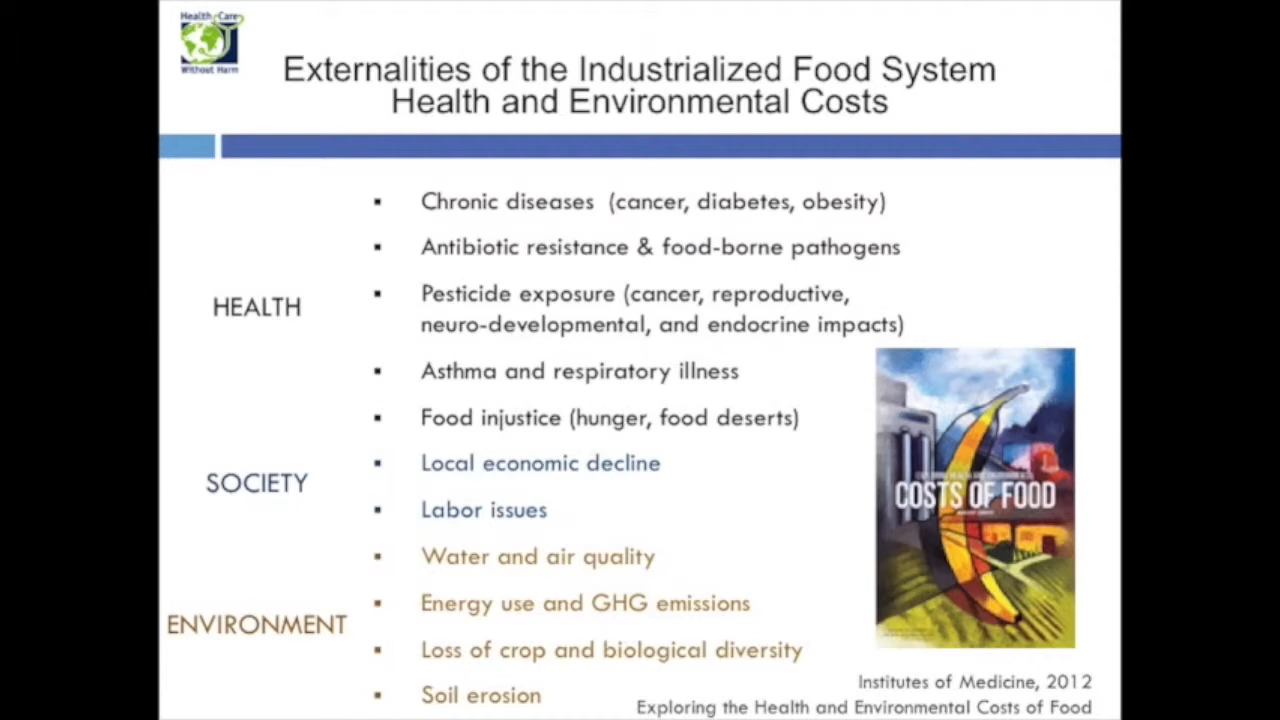 Health Care
Without Harm
Externalities of the Industrialized Food System
Health and Environmental Costs
HEALTH
▪ Chronic diseases (cancer, diabetes, obesity)
▪ Antibiotic resistance & food-borne pathogens
▪ Pesticide exposure (cancer, reproductive,
neuro-developmental, and endocrine impacts)
▪ Asthma and respiratory illness
▪ Food injustice (hunger, food deserts)
SOCIETY
▪ Local economic decline
▪ Labor issues
ENVIRONMENT
▪ Water and air quality
▪ Energy use and GHG emissions
▪ Loss of crop and biological diversity
▪ Soil erosion
COSTS OF FOOD
Institutes of Medicine, 2012
Exploring the Health and Environmental Costs of Food